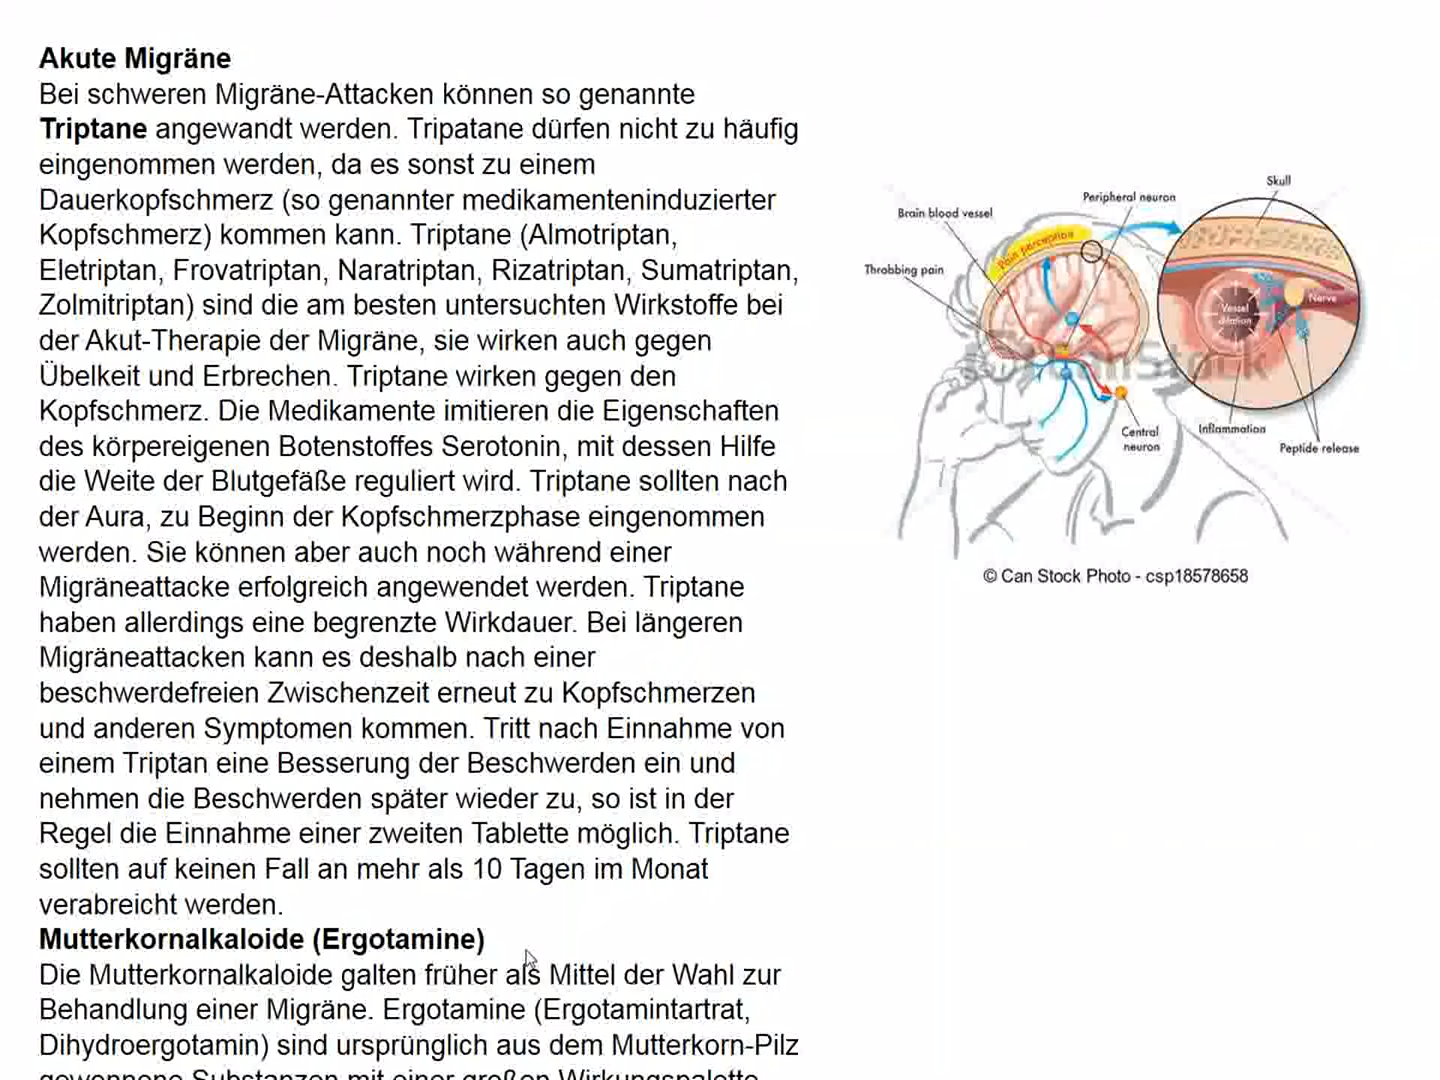 Akute Migräne
Bei schweren Migräne-Attacken können so genannte
Triptane angewandt werden. Tripatane dürfen nicht zu häufig
eingenommen werden, da es sonst zu einem
Dauerkopfschmerz (so genannter medikamenteninduzierter
Kopfschmerz) kommen kann. Triptane (Almotriptan,
Eletriptan, Frovatriptan, Naratriptan, Rizatriptan, Sumatriptan,
Zolmitriptan) sind die am besten untersuchten Wirkstoffe bei
der Akut-Therapie der Migräne, sie wirken auch gegen
Übelkeit und Erbrechen. Triptane wirken gegen den
Kopfschmerz. Die Medikamente imitieren die Eigenschaften
des körpereigenen Botenstoffes Serotonin, mit dessen Hilfe
die Weite der Blutgefäße reguliert wird. Triptane sollten nach
der Aura, zu Beginn der Kopfschmerzphase eingenommen
werden. Sie können aber auch noch während einer
Migräneattacke erfolgreich angewendet werden. Triptane
haben allerdings eine begrenzte Wirkdauer. Bei längeren
Migräneattacken kann es deshalb nach einer
beschwerdefreien Zwischenzeit erneut zu Kopfschmerzen
und anderen Symptomen kommen. Tritt nach Einnahme von
einem Triptan eine Besserung der Beschwerden ein und
nehmen die Beschwerden später wieder zu, so ist in der
Regel die Einnahme einer zweiten Tablette möglich. Triptane
sollten auf keinen Fall an mehr als 10 Tagen im Monat
verabreicht werden.
Mutterkornalkaloide (Ergotamine)
Die Mutterkornalkaloide galten früher als Mittel der Wahl zur
Behandlung einer Migräne. Ergotamine (Ergotamintartrat,
Dihydroergotamin) sind ursprünglich aus dem Mutterkorn-Pilz
gewonnene Substanzen mit einer großen Wirkungspalette
Skull
Peripheral neuron
Brain blood vessel
Pain perception
Throbbing pain
Nerve
Vessel
dilation
CanStock
Inflammation
Central
neuron
Peptide release
© Can Stock Photo - csp18578658